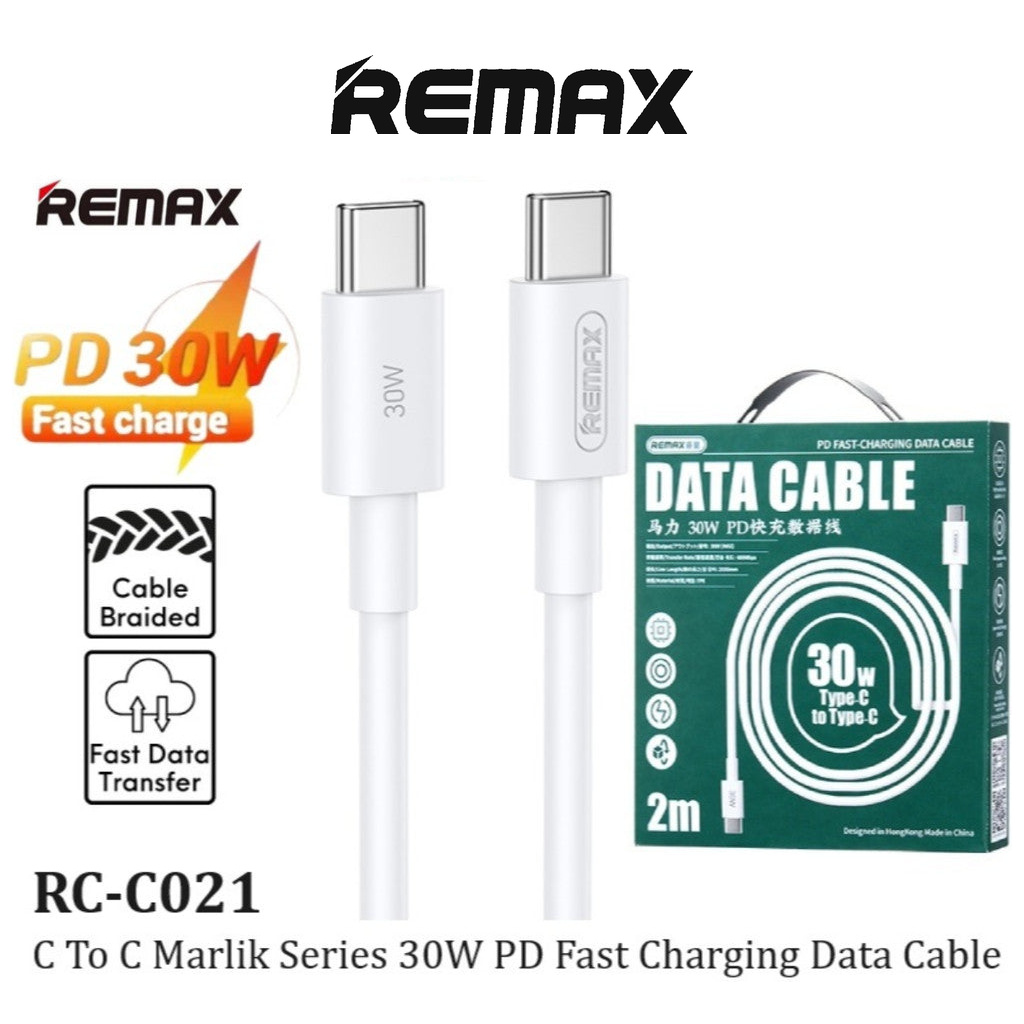 REMAX
REMAX
PD 30W
Fast charge
Cable
Braided
Fast Data
Transfer
30W
REMAX
REMAX
PD FAST-CHARGING DATA CABLE
DATA CABLE
马力 30W PD快充数据线
30W
Type-C
to Type-C
2m
30W
Designed in HongKong Made in China
RC-C021
C To C Marlik Series 30W PD Fast Charging Data Cable